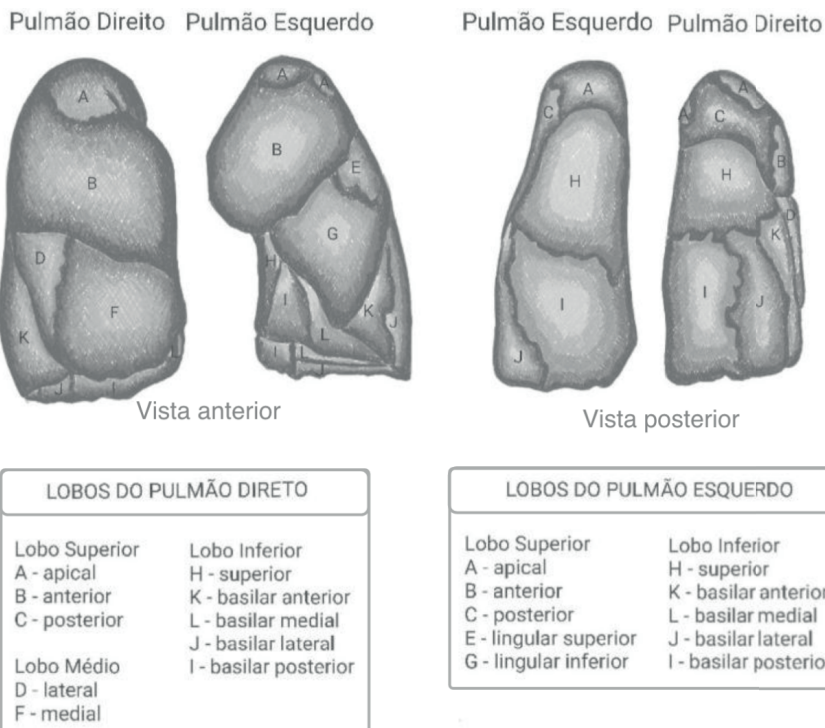 Pulmão Direito Pulmão Esquerdo
A
A
B
E
B
G
D
H
F
I
K
K
J
L
L
I
L
J
J
I
Vista anterior
Pulmão Esquerdo Pulmão Direito
A
C
H
I
J
A
A
C
B
H
D
K
I
J
Vista posterior
LOBOS DO PULMÃO DIRETO
Lobo Superior
A - apical
B - anterior
C - posterior
Lobo Médio
D - lateral
F - medial
Lobo Inferior
H - superior
K - basilar anterior
L - basilar medial
J - basilar lateral
I - basilar posterior
LOBOS DO PULMÃO ESQUERDO
Lobo Superior
A - apical
B - anterior
C - posterior
E - lingular superior
G - lingular inferior
Lobo Inferior
H - superior
K - basilar anterior
L - basilar medial
J - basilar lateral
I - basilar posterio